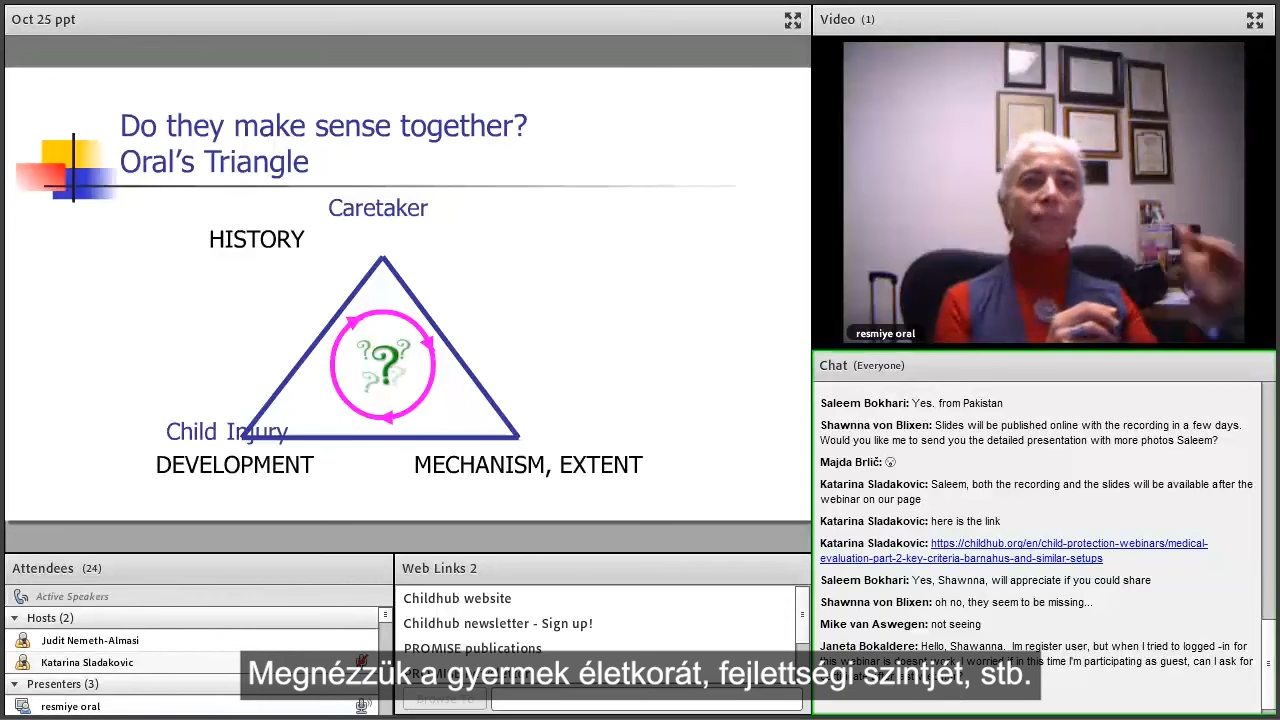 Oct 25 ppt
Do they make sense together?
Oral's Triangle
Caretaker
HISTORY
Child Injury
DEVELOPMENT
MECHANISM, EXTENT
Video (1)
resmiye oral
Chat (Everyone)
Saleem Bokhari: Yes. from Pakistan
Shawnna von Blixen: Slides will be published online with the recording in a few days.
Would you like me to send you the detailed presentation with more photos Saleem?
Majda Brlič:
Katarina Sladakovic: Saleem, both the recording and the slides will be available after the
webinar on our page
Katarina Sladakovic: here is the link
Katarina Sladakovic: https://childhub.org/en/child-protection-webinars/medical-
evaluation-part-2-key-criteria-barnahus-and-similar-setups
Saleem Bokhari: Yes, Shawnna, will appreciate if you could share
Shawnna von Blixen: oh no, they seem to be missing...
Mike van Aswegen: not seeing
Janeta Bokaldere: Hello, Shawanna. Im register user, but when I tried to logged -in for
Attendees (24)
Active Speakers
Hosts (2)
Judit Nemeth-Almasi
Katarina Sladakovic
Presenters (3)
resmiye oral
Web Links 2
Childhub website
Childhub newsletter - Sign up!
PROMISE publications
Browse To
Megnézzük a gyermek életkorát, fejlettségi szintjét, stb.